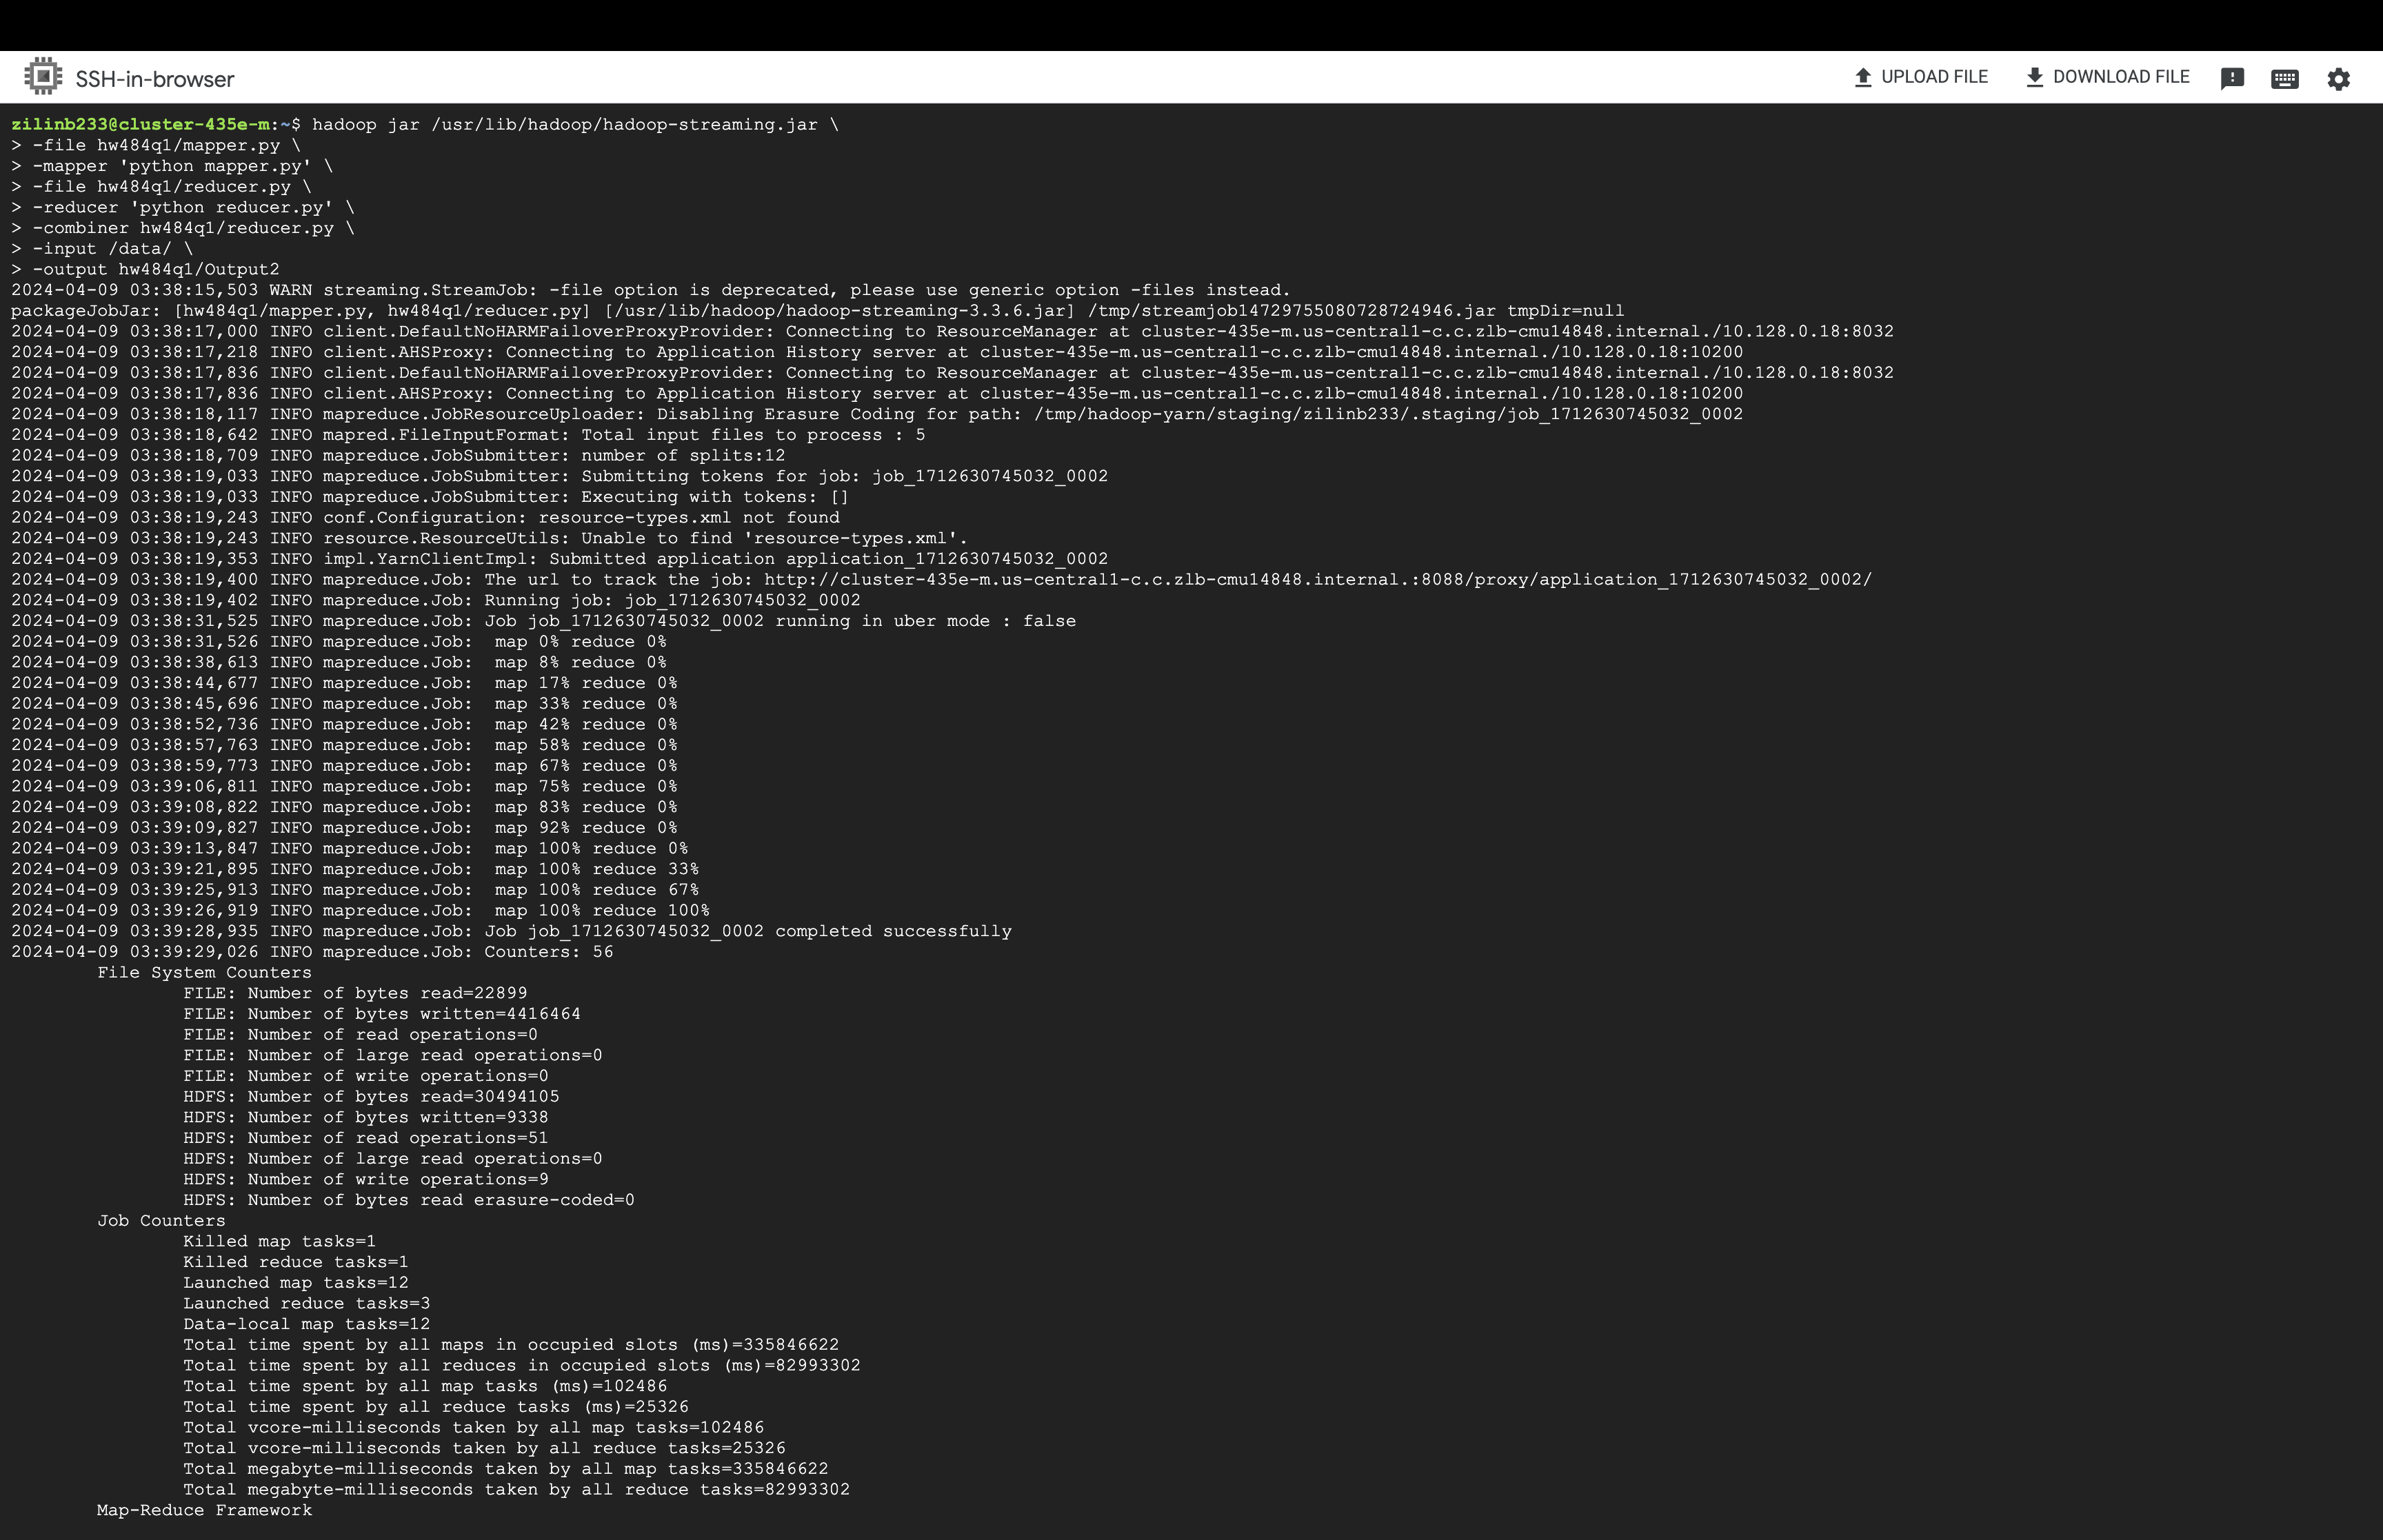 SSH-in-browser
UPLOAD FILE
DOWNLOAD FILE
zilinb233@cluster-435e-m:~$ hadoop jar /usr/lib/hadoop/hadoop-streaming.jar \
> -file hw484q1/mapper.py \
> -mapper 'python mapper.py' \
> -file hw484q1/reducer.py \
> -reducer 'python reducer.py' \
> -combiner hw484q1/reducer.py \
> -input /data/ \
> -output hw484q1/Output2
2024-04-09 03:38:15,503 WARN streaming.StreamJob: -file option is deprecated, please use generic option -files instead.
packageJobJar: [hw484q1/mapper.py, hw484q1/reducer.py] [/usr/lib/hadoop/hadoop-streaming-3.3.6.jar] /tmp/streamjob14729755080728724946.jar tmpDir=null
2024-04-09 03:38:17,000 INFO client.DefaultNoHARMFailoverProxyProvider: Connecting to ResourceManager at cluster-435e-m.us-central1-c.c.zlb-cmu14848.internal./10.128.0.18:8032
2024-04-09 03:38:17,218 INFO client.AHSProxy: Connecting to Application History server at cluster-435e-m.us-central1-c.c.zlb-cmu14848.internal./10.128.0.18:10200
2024-04-09 03:38:17,836 INFO client.DefaultNoHARMFailoverProxyProvider: Connecting to ResourceManager at cluster-435e-m.us-central1-c.c.zlb-cmu14848.internal./10.128.0.18:8032
2024-04-09 03:38:17,836 INFO client.AHSProxy: Connecting to Application History server at cluster-435e-m.us-central1-c.c.zlb-cmu14848.internal./10.128.0.18:10200
2024-04-09 03:38:18,117 INFO mapreduce.JobResourceUploader: Disabling Erasure Coding for path: /tmp/hadoop-yarn/staging/zilinb233/.staging/job_1712630745032_0002
2024-04-09 03:38:18,642 INFO mapred.FileInputFormat: Total input files to process : 5
2024-04-09 03:38:18,709 INFO mapreduce.JobSubmitter: number of splits:12
2024-04-09 03:38:19,033 INFO mapreduce.JobSubmitter: Submitting tokens for job: job_1712630745032_0002
2024-04-09 03:38:19,033 INFO mapreduce.JobSubmitter: Executing with tokens: []
2024-04-09 03:38:19,243 INFO conf.Configuration: resource-types.xml not found
2024-04-09 03:38:19,243 INFO resource.ResourceUtils: Unable to find 'resource-types.xml'.
2024-04-09 03:38:19,353 INFO impl.YarnClientImpl: Submitted application application_1712630745032_0002
2024-04-09 03:38:19,400 INFO mapreduce.Job: The url to track the job: http://cluster-435e-m.us-central1-c.c.zlb-cmu14848.internal.:8088/proxy/application_1712630745032_0002/
2024-04-09 03:38:19,402 INFO mapreduce.Job: Running job: job_1712630745032_0002
2024-04-09 03:38:31,525 INFO mapreduce.Job: Job job_1712630745032_0002 running in uber mode : false
2024-04-09 03:38:31,526 INFO mapreduce.Job:  map 0% reduce 0%
2024-04-09 03:38:38,613 INFO mapreduce.Job:  map 8% reduce 0%
2024-04-09 03:38:44,677 INFO mapreduce.Job:  map 17% reduce 0%
2024-04-09 03:38:45,696 INFO mapreduce.Job:  map 33% reduce 0%
2024-04-09 03:38:52,736 INFO mapreduce.Job:  map 42% reduce 0%
2024-04-09 03:38:57,763 INFO mapreduce.Job:  map 58% reduce 0%
2024-04-09 03:38:59,773 INFO mapreduce.Job:  map 67% reduce 0%
2024-04-09 03:39:06,811 INFO mapreduce.Job:  map 75% reduce 0%
2024-04-09 03:39:08,822 INFO mapreduce.Job:  map 83% reduce 0%
2024-04-09 03:39:09,827 INFO mapreduce.Job:  map 92% reduce 0%
2024-04-09 03:39:13,847 INFO mapreduce.Job:  map 100% reduce 0%
2024-04-09 03:39:21,895 INFO mapreduce.Job:  map 100% reduce 33%
2024-04-09 03:39:25,913 INFO mapreduce.Job:  map 100% reduce 67%
2024-04-09 03:39:26,919 INFO mapreduce.Job:  map 100% reduce 100%
2024-04-09 03:39:28,935 INFO mapreduce.Job: Job job_1712630745032_0002 completed successfully
2024-04-09 03:39:29,026 INFO mapreduce.Job: Counters: 56
File System Counters
FILE: Number of bytes read=22899
FILE: Number of bytes written=4416464
FILE: Number of read operations=0
FILE: Number of large read operations=0
FILE: Number of write operations=0
HDFS: Number of bytes read=30494105
HDFS: Number of bytes written=9338
HDFS: Number of read operations=51
HDFS: Number of large read operations=0
HDFS: Number of write operations=9
HDFS: Number of bytes read erasure-coded=0
Job Counters
Killed map tasks=1
Killed reduce tasks=1
Launched map tasks=12
Launched reduce tasks=3
Data-local map tasks=12
Total time spent by all maps in occupied slots (ms)=335846622
Total time spent by all reduces in occupied slots (ms)=82993302
Total time spent by all map tasks (ms)=102486
Total time spent by all reduce tasks (ms)=25326
Total vcore-milliseconds taken by all map tasks=102486
Total vcore-milliseconds taken by all reduce tasks=25326
Total megabyte-milliseconds taken by all map tasks=335846622
Total megabyte-milliseconds taken by all reduce tasks=82993302
Map-Reduce Framework